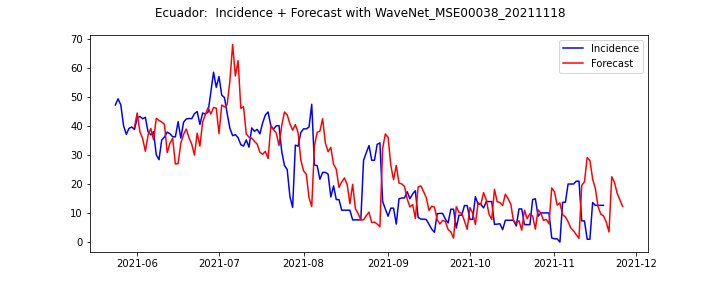 Ecuador:  Incidence + Forecast with WaveNet_MSE00038_20211118
Incidence
Forecast
70
60
50
40
30
20
10
0
2021-06 2021-07 2021-08 2021-09 2021-10 2021-11 2021-12